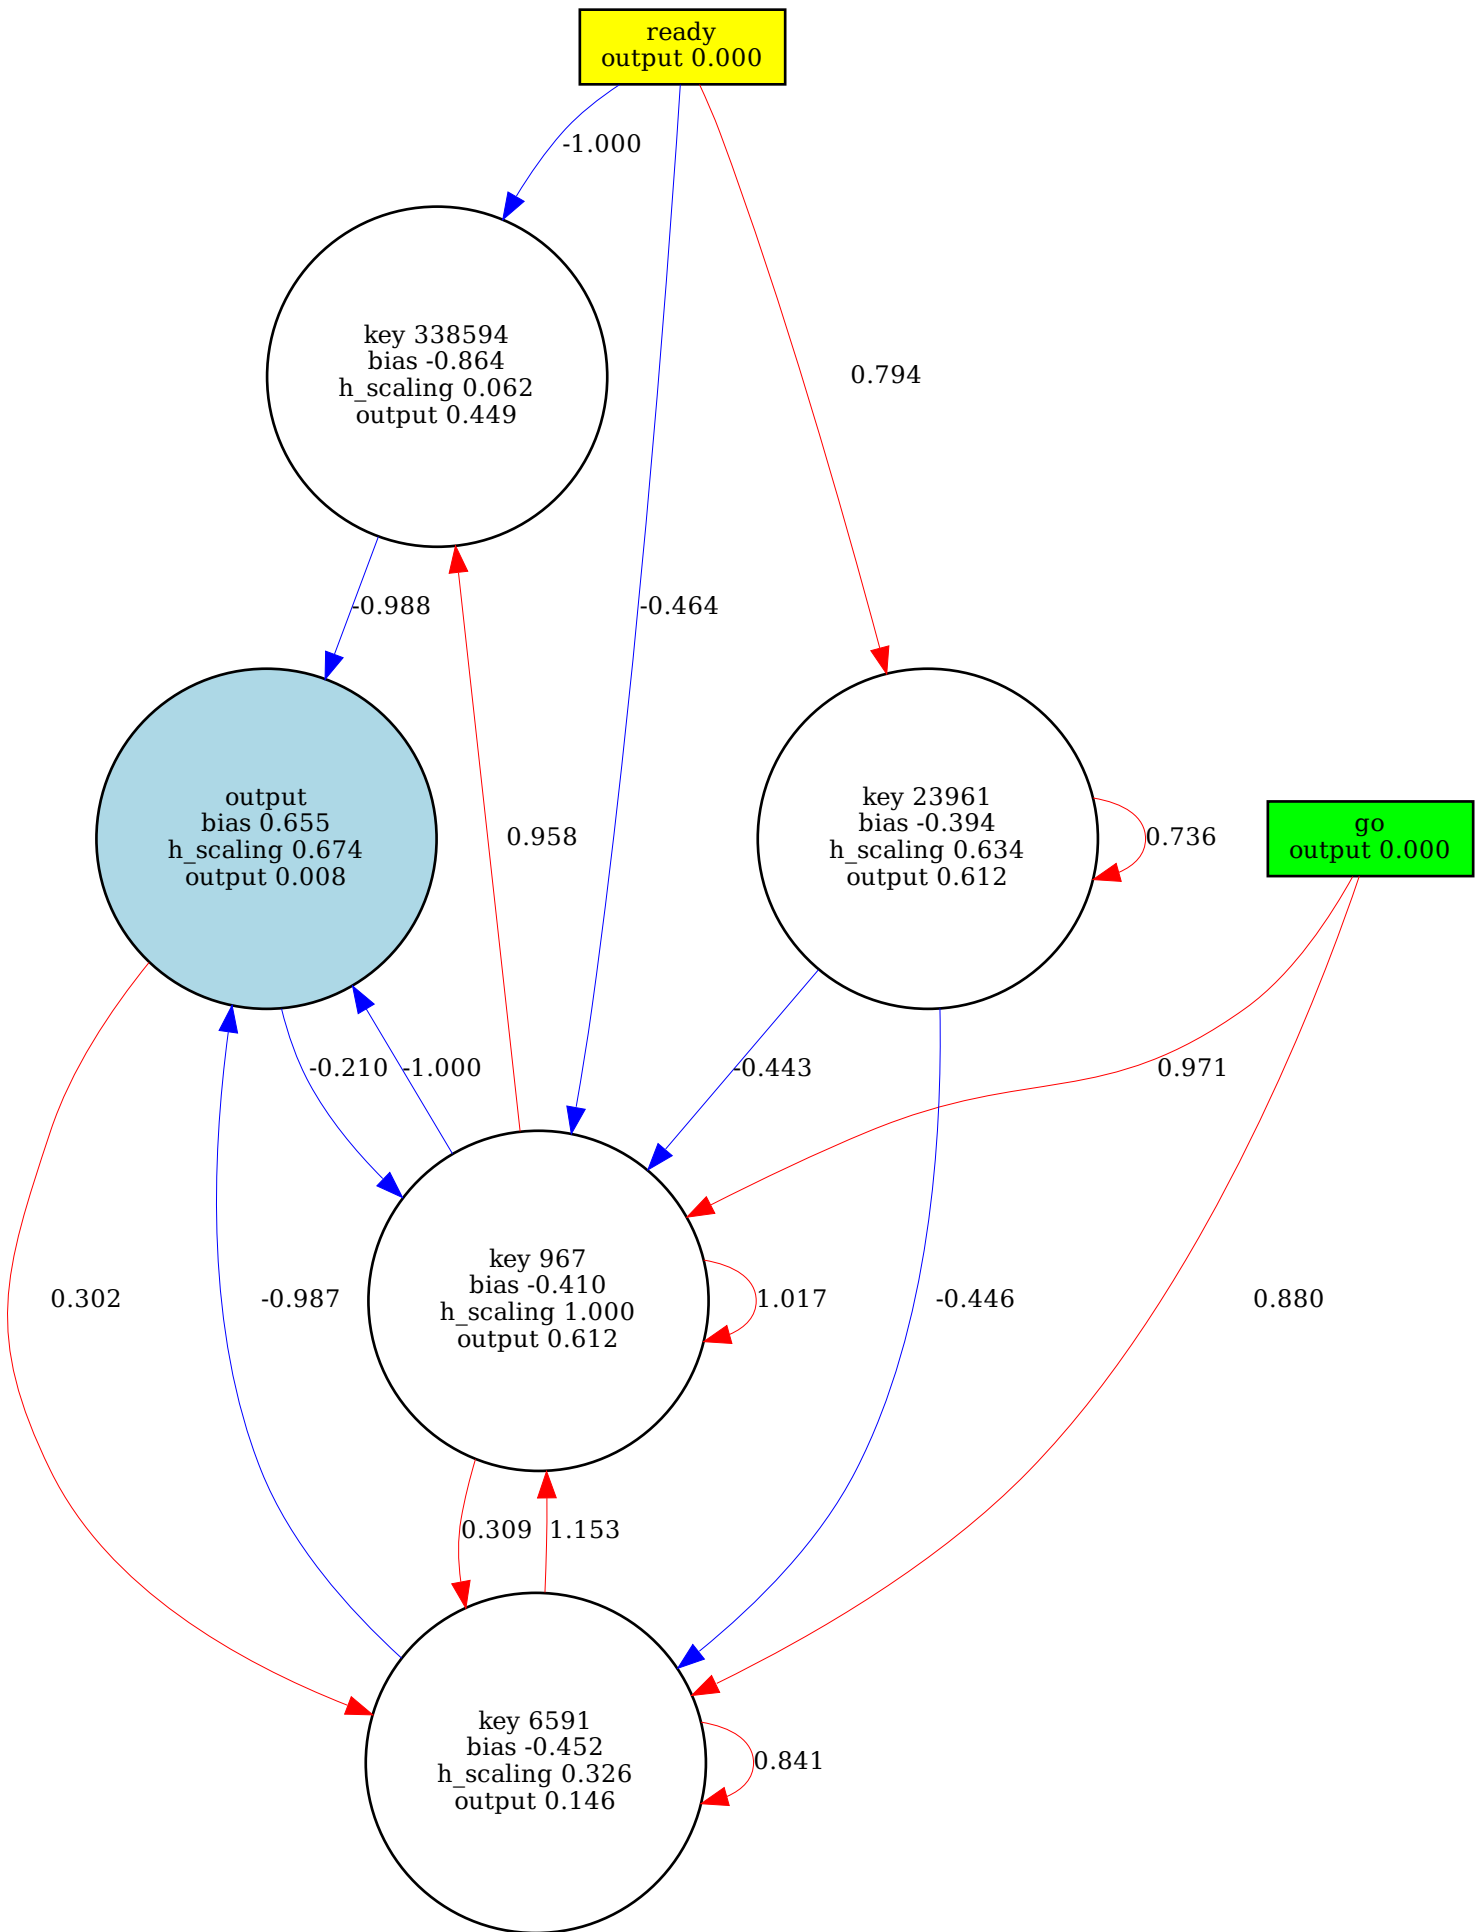 ready
output 0.000
-1.000
key 338594
bias -0.864
h_scaling 0.062
output 0.449
0.794
-0.988
-0.464
output
bias 0.655
h_scaling 0.674
output 0.008
0.958
key 23961
bias -0.394
h_scaling 0.634
output 0.612
0.736
go
output 0.000
-0.210
-1.000
-0.443
0.971
0.302
-0.987
key 967
bias -0.410
h_scaling 1.000
output 0.612
1.017
-0.446
0.880
0.309
1.153
key 6591
bias -0.452
h_scaling 0.326
output 0.146
0.841